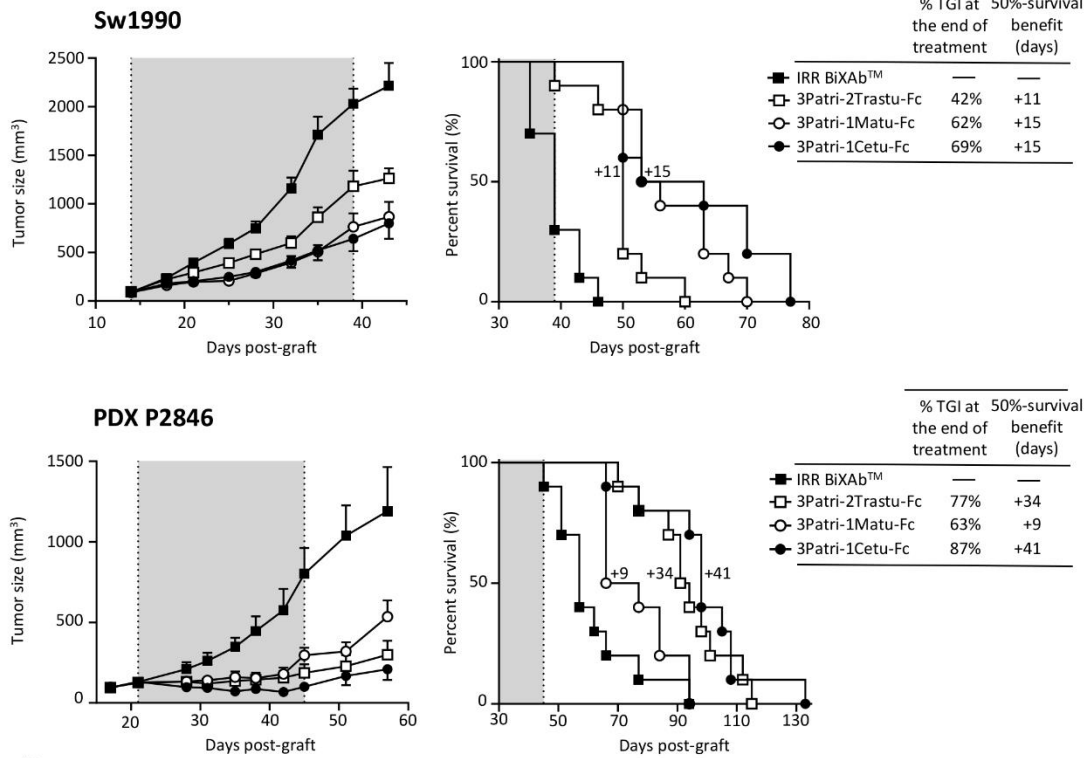 Sw1990
% TGI at 50%-survival
the end of benefit
treatment (days)
IRR BiXAb™ — —
3Patri-2Trastu-Fc 42% +11
3Patri-1Matu-Fc 62% +15
3Patri-1Cetu-Fc 69% +15
Tumor size (mm³)
2500
2000
1500
1000
500
0
10 20 30 40
Days post-graft
Percent survival (%)
100
50
0
+11 +15
30 40 50 60 70 80
Days post-graft
PDX P2846
% TGI at 50%-survival
the end of benefit
treatment (days)
IRR BiXAb™ — —
3Patri-2Trastu-Fc 77% +34
3Patri-1Matu-Fc 63% +9
3Patri-1Cetu-Fc 87% +41
Tumor size (mm³)
1500
1000
500
0
20 30 40 50 60
Days post-graft
Percent survival (%)
100
50
0
+9 +34 +41
30 50 70 90 110 130
Days post-graft